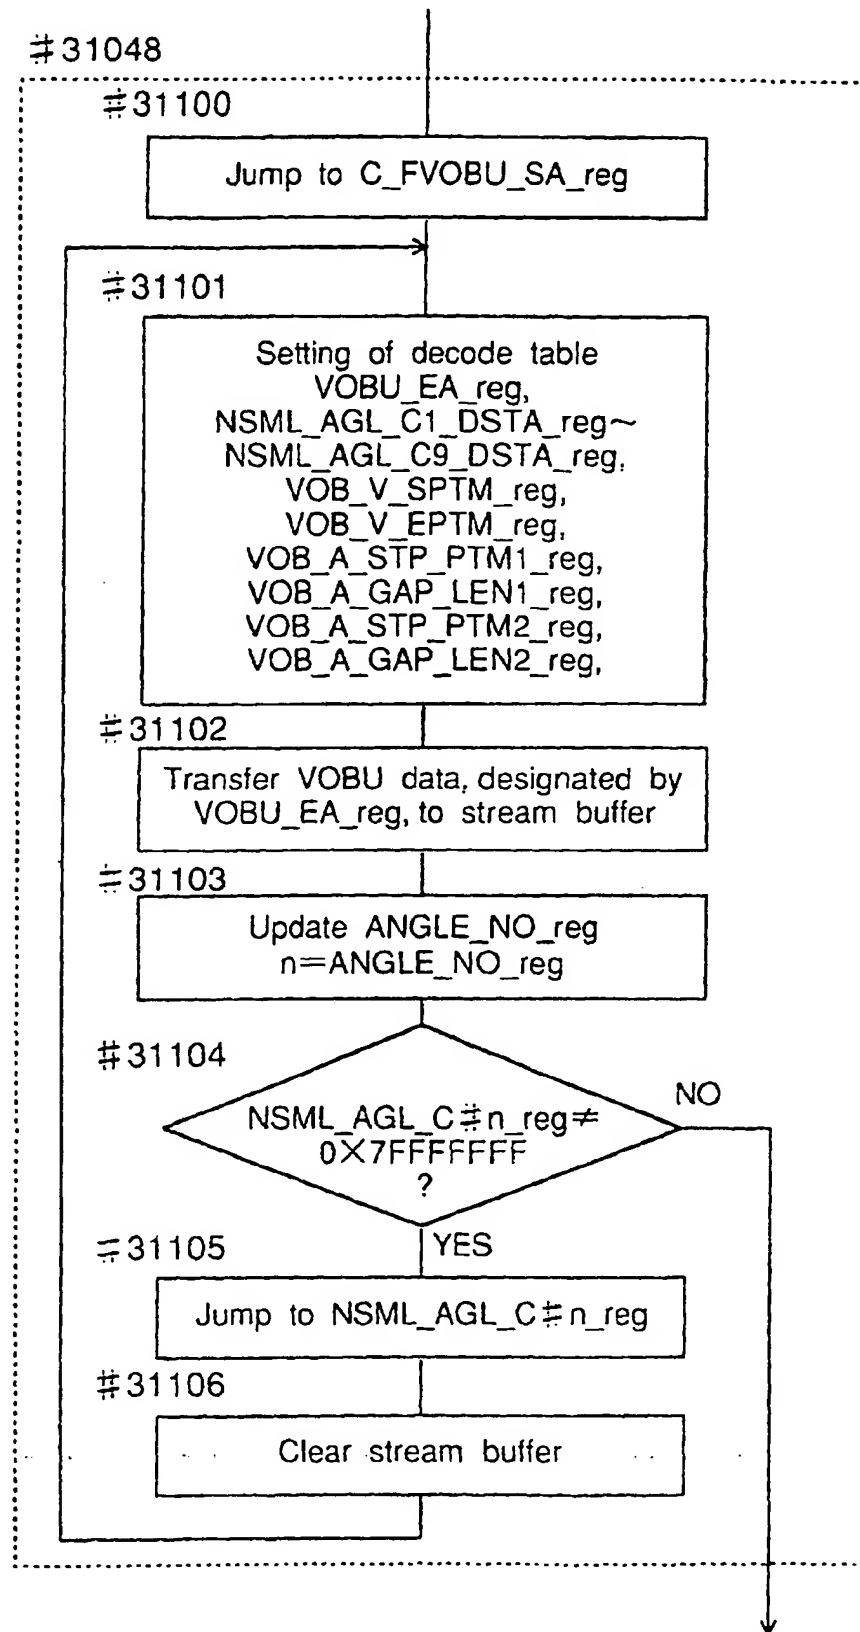 #31048
#31100
Jump to C_FVOBU_SA_reg
#31101
Setting of decode table
VOBU_EA_reg,
NSML_AGL_C1_DSTA_reg~
NSML_AGL_C9_DSTA_reg,
VOB_V_SPTM_reg,
VOB_V_EPTM_reg,
VOB_A_STP_PTM1_reg,
VOB_A_GAP_LEN1_reg,
VOB_A_STP_PTM2_reg,
VOB_A_GAP_LEN2_reg,
#31102
Transfer VOBU data, designated by
VOBU_EA_reg, to stream buffer
#31103
Update ANGLE_NO_reg
n=ANGLE_NO_reg
#31104
NO
NSML_AGL_C#n_reg≠
0X7FFFFFFF
?
#31105
YES
Jump to NSML_AGL_C#n_reg
#31106
Clear stream buffer